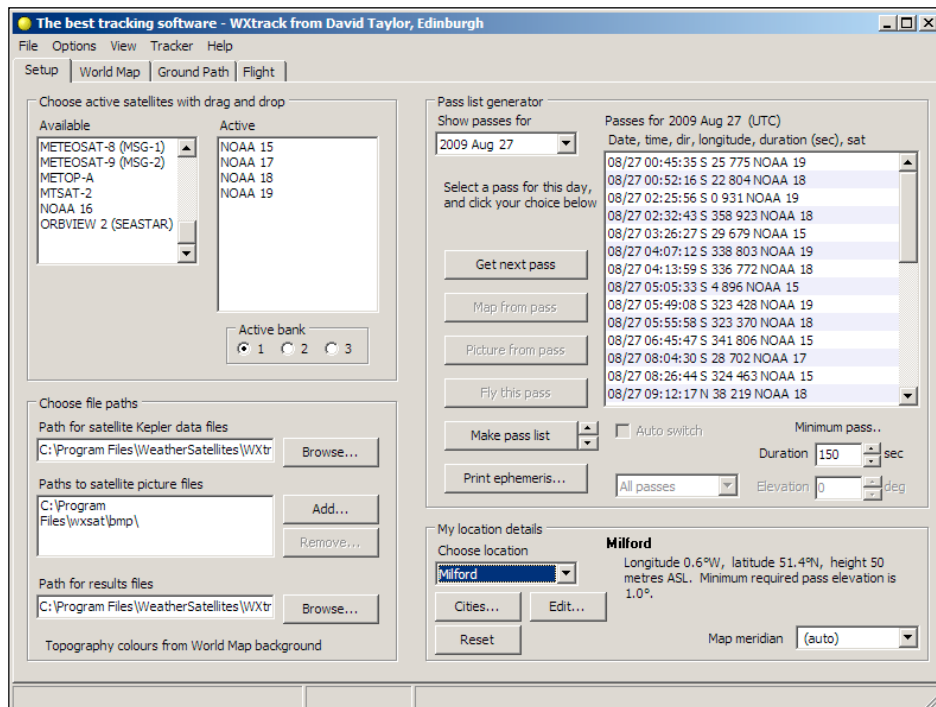 The best tracking software - WXtrack from David Taylor, Edinburgh
File Options View Tracker Help
Setup World Map Ground Path Flight
Choose active satellites with drag and drop
Available
METEOSAT-8 (MSG-1)
METEOSAT-9 (MSG-2)
METOP-A
MTSAT-2
NOAA 16
ORBVIEW 2 (SEASTAR)
Active
NOAA 15
NOAA 17
NOAA 18
NOAA 19
Active bank
1 2 3
Choose file paths
Path for satellite Kepler data files
C:\Program Files\WeatherSatellites\WXtr
Browse...
Paths to satellite picture files
C:\Program
Files\wxsat\bmp\
Add...
Remove...
Path for results files
C:\Program Files\WeatherSatellites\WXtr
Browse...
Topography colours from World Map background
Pass list generator
Show passes for
2009 Aug 27
Select a pass for this day,
and click your choice below
Get next pass
Map from pass
Picture from pass
Fly this pass
Make pass list
Print ephemeris...
Passes for 2009 Aug 27 (UTC)
Date, time, dir, longitude, duration (sec), sat
08/27 00:45:35 S 25 775 NOAA 19
08/27 00:52:16 S 22 804 NOAA 18
08/27 02:25:56 S 0 931 NOAA 19
08/27 02:32:43 S 358 923 NOAA 18
08/27 03:26:27 S 29 679 NOAA 15
08/27 04:07:12 S 338 803 NOAA 19
08/27 04:13:59 S 336 772 NOAA 18
08/27 05:05:33 S 4 896 NOAA 15
08/27 05:49:08 S 323 428 NOAA 19
08/27 05:55:58 S 323 370 NOAA 18
08/27 06:45:47 S 341 806 NOAA 15
08/27 08:04:30 S 28 702 NOAA 17
08/27 08:26:44 S 324 463 NOAA 15
08/27 09:12:17 N 38 219 NOAA 18
Auto switch
All passes
Minimum pass..
Duration 150 sec
Elevation 0 deg
My location details
Choose location
Milford
Cities... Edit...
Reset
Milford
Longitude 0.6°W, latitude 51.4°N, height 50
metres ASL. Minimum required pass elevation is
1.0°.
Map meridian (auto)